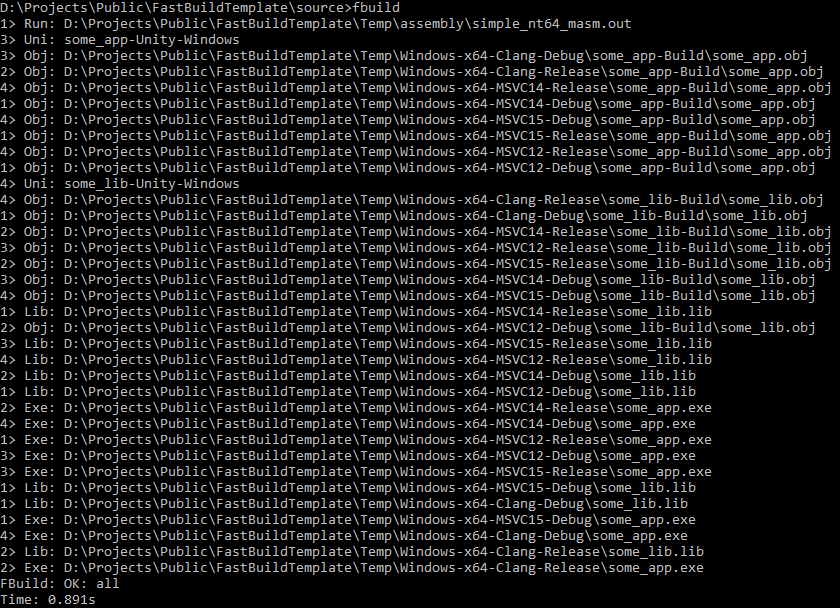 D:\Projects\Public\FastBuildTemplate\source>fbuild
1> Run: D:\Projects\Public\FastBuildTemplate\Temp\assembly\simple_nt64_masm.out
3> Uni: some_app-Unity-Windows
3> Obj: D:\Projects\Public\FastBuildTemplate\Temp\Windows-x64-Clang-Debug\some_app-Build\some_app.obj
2> Obj: D:\Projects\Public\FastBuildTemplate\Temp\Windows-x64-Clang-Release\some_app-Build\some_app.obj
4> Obj: D:\Projects\Public\FastBuildTemplate\Temp\Windows-x64-MSVC14-Release\some_app-Build\some_app.obj
1> Obj: D:\Projects\Public\FastBuildTemplate\Temp\Windows-x64-MSVC14-Debug\some_app-Build\some_app.obj
4> Obj: D:\Projects\Public\FastBuildTemplate\Temp\Windows-x64-MSVC15-Debug\some_app-Build\some_app.obj
1> Obj: D:\Projects\Public\FastBuildTemplate\Temp\Windows-x64-MSVC15-Release\some_app-Build\some_app.obj
4> Obj: D:\Projects\Public\FastBuildTemplate\Temp\Windows-x64-MSVC12-Release\some_app-Build\some_app.obj
1> Obj: D:\Projects\Public\FastBuildTemplate\Temp\Windows-x64-MSVC12-Debug\some_app-Build\some_app.obj
4> Uni: some_lib-Unity-Windows
4> Obj: D:\Projects\Public\FastBuildTemplate\Temp\Windows-x64-Clang-Release\some_lib-Build\some_lib.obj
1> Obj: D:\Projects\Public\FastBuildTemplate\Temp\Windows-x64-Clang-Debug\some_lib-Build\some_lib.obj
2> Obj: D:\Projects\Public\FastBuildTemplate\Temp\Windows-x64-MSVC14-Release\some_lib-Build\some_lib.obj
3> Obj: D:\Projects\Public\FastBuildTemplate\Temp\Windows-x64-MSVC12-Release\some_lib-Build\some_lib.obj
2> Obj: D:\Projects\Public\FastBuildTemplate\Temp\Windows-x64-MSVC15-Release\some_lib-Build\some_lib.obj
3> Obj: D:\Projects\Public\FastBuildTemplate\Temp\Windows-x64-MSVC14-Debug\some_lib-Build\some_lib.obj
4> Obj: D:\Projects\Public\FastBuildTemplate\Temp\Windows-x64-MSVC15-Debug\some_lib-Build\some_lib.obj
1> Lib: D:\Projects\Public\FastBuildTemplate\Temp\Windows-x64-MSVC14-Release\some_lib.lib
2> Obj: D:\Projects\Public\FastBuildTemplate\Temp\Windows-x64-MSVC12-Debug\some_lib-Build\some_lib.obj
3> Lib: D:\Projects\Public\FastBuildTemplate\Temp\Windows-x64-MSVC15-Release\some_lib.lib
4> Lib: D:\Projects\Public\FastBuildTemplate\Temp\Windows-x64-MSVC12-Release\some_lib.lib
2> Lib: D:\Projects\Public\FastBuildTemplate\Temp\Windows-x64-MSVC14-Debug\some_lib.lib
1> Lib: D:\Projects\Public\FastBuildTemplate\Temp\Windows-x64-MSVC12-Debug\some_lib.lib
2> Exe: D:\Projects\Public\FastBuildTemplate\Temp\Windows-x64-MSVC14-Release\some_app.exe
4> Exe: D:\Projects\Public\FastBuildTemplate\Temp\Windows-x64-MSVC14-Debug\some_app.exe
1> Exe: D:\Projects\Public\FastBuildTemplate\Temp\Windows-x64-MSVC12-Release\some_app.exe
3> Exe: D:\Projects\Public\FastBuildTemplate\Temp\Windows-x64-MSVC12-Debug\some_app.exe
3> Exe: D:\Projects\Public\FastBuildTemplate\Temp\Windows-x64-MSVC15-Release\some_app.exe
1> Lib: D:\Projects\Public\FastBuildTemplate\Temp\Windows-x64-MSVC15-Debug\some_lib.lib
1> Lib: D:\Projects\Public\FastBuildTemplate\Temp\Windows-x64-Clang-Debug\some_lib.lib
1> Exe: D:\Projects\Public\FastBuildTemplate\Temp\Windows-x64-MSVC15-Debug\some_app.exe
4> Exe: D:\Projects\Public\FastBuildTemplate\Temp\Windows-x64-Clang-Debug\some_app.exe
2> Lib: D:\Projects\Public\FastBuildTemplate\Temp\Windows-x64-Clang-Release\some_lib.lib
2> Exe: D:\Projects\Public\FastBuildTemplate\Temp\Windows-x64-Clang-Release\some_app.exe
FBuild: OK: all
Time: 0.891s